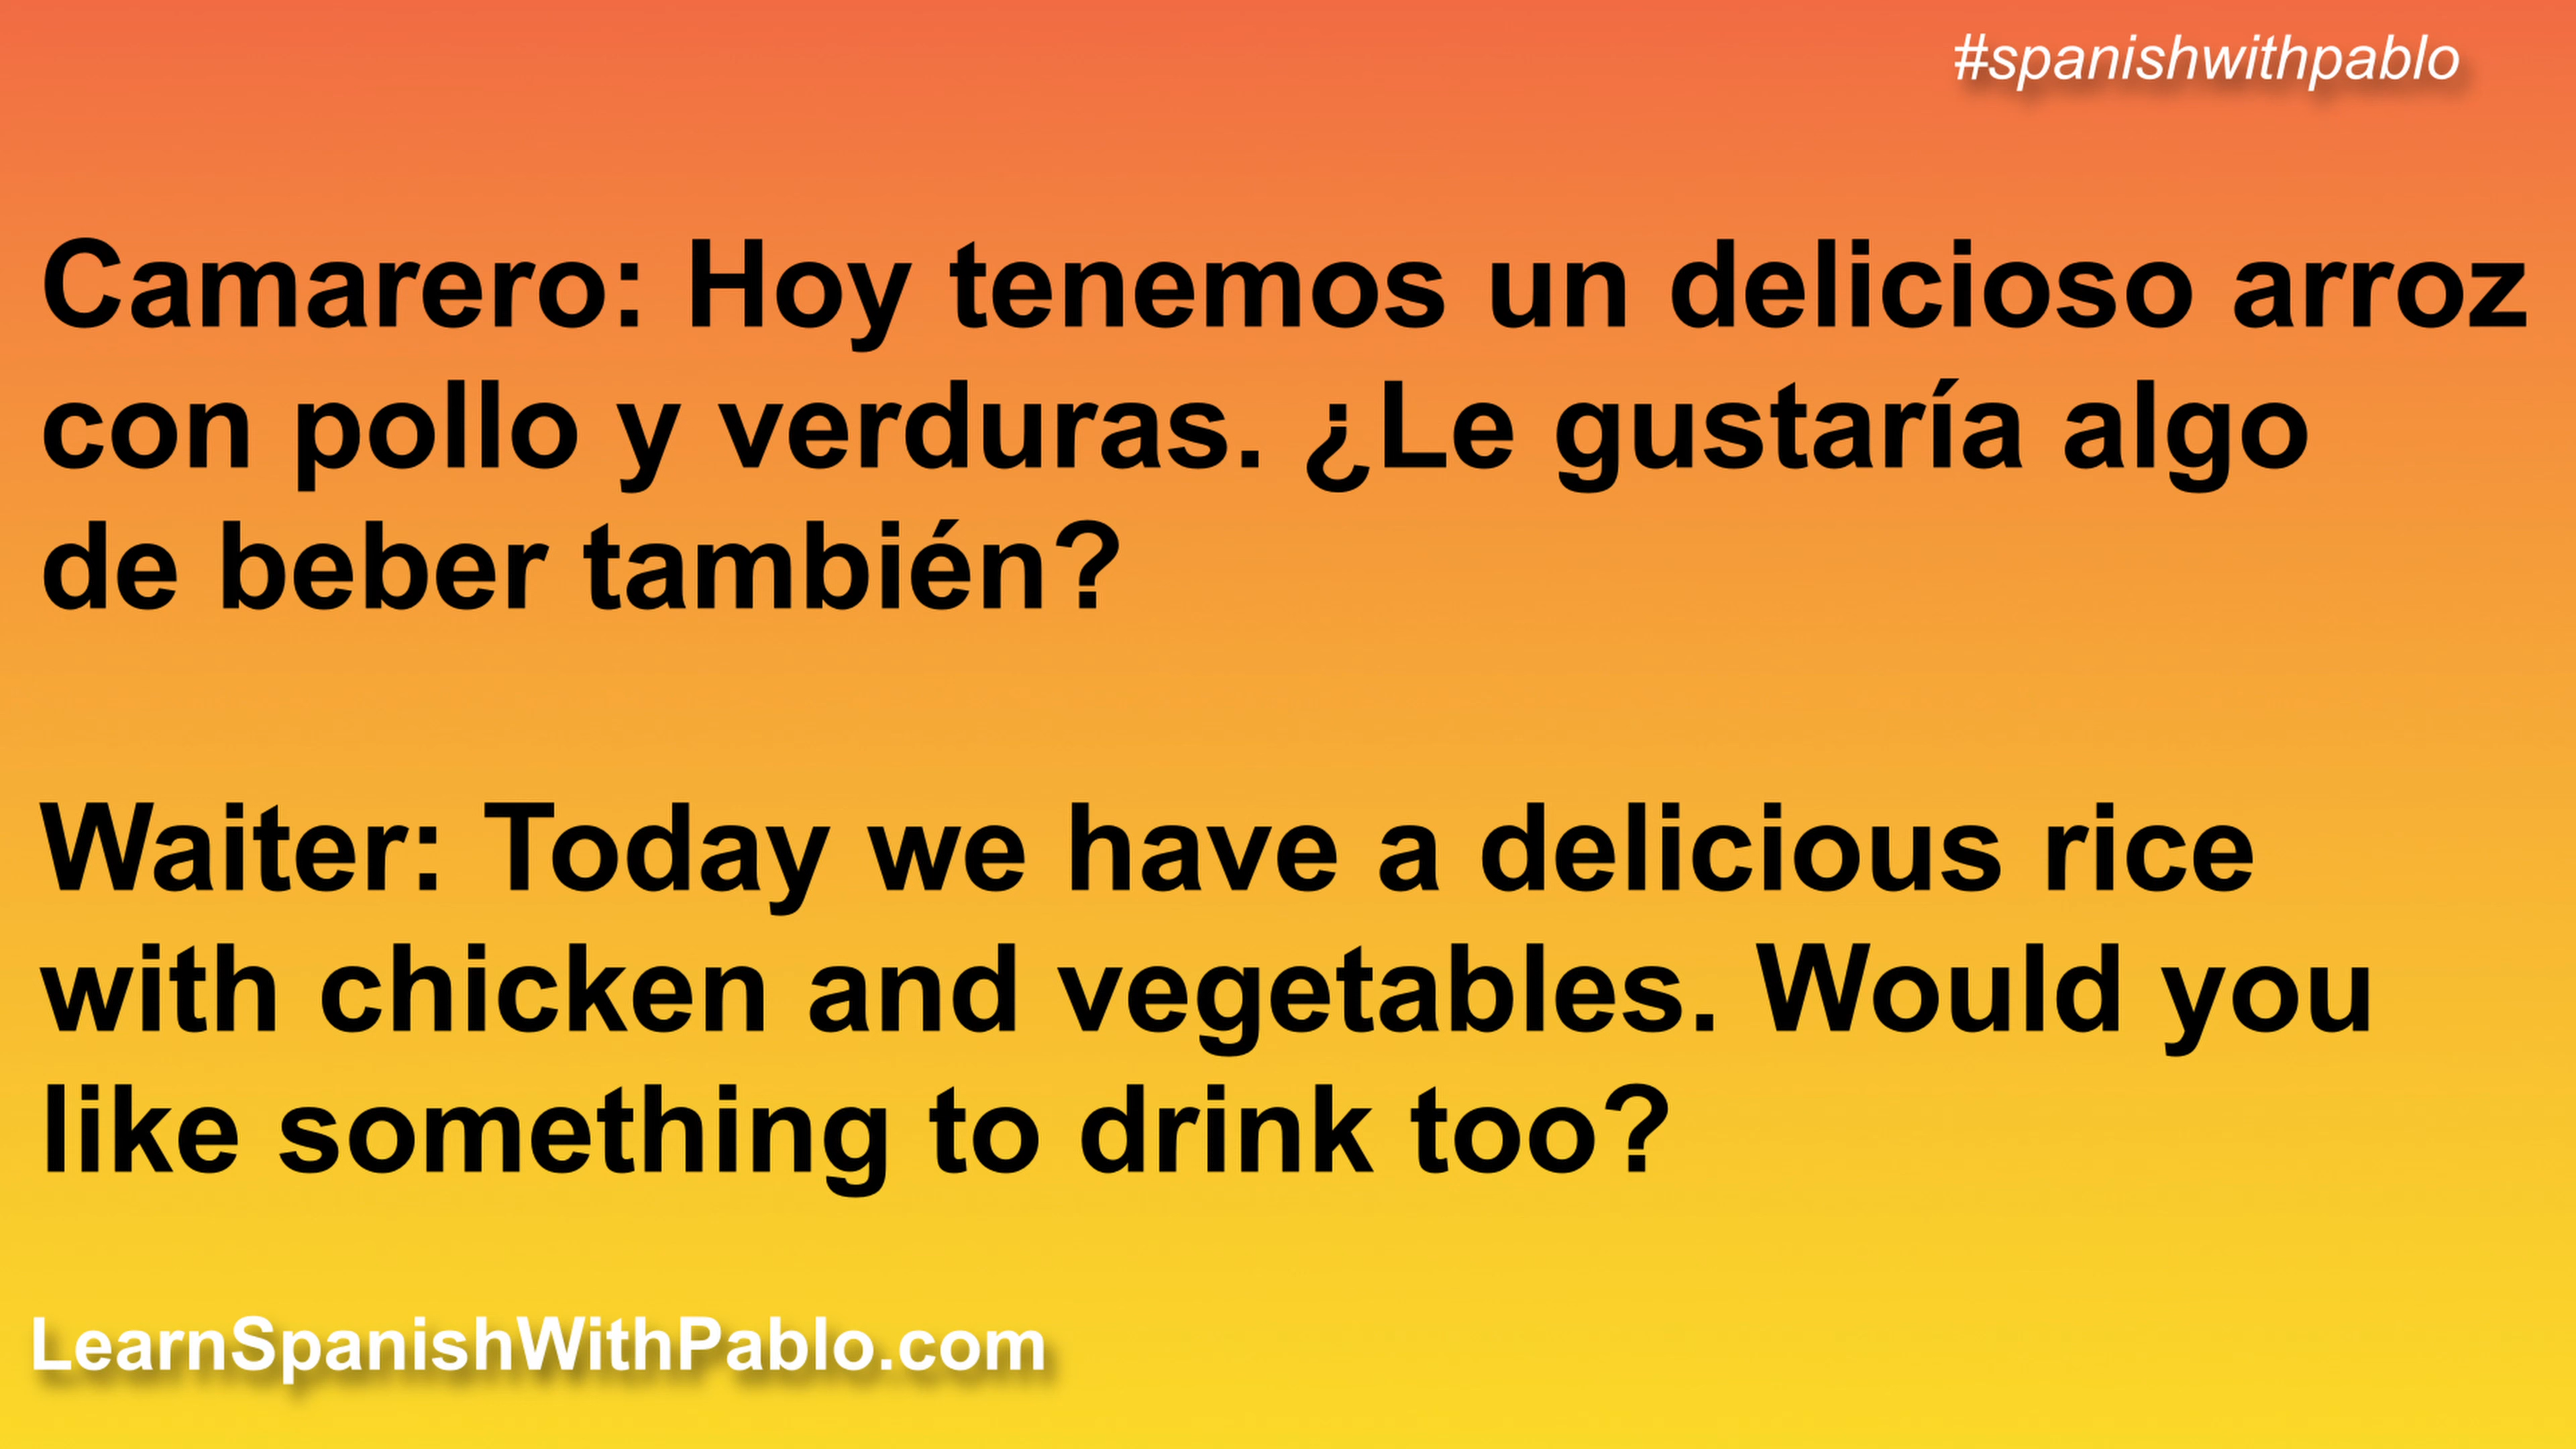 #spanishwithpablo
Camarero: Hoy tenemos un delicioso arroz
con pollo y verduras. ¿Le gustaría algo
de beber también?
Waiter: Today we have a delicious rice
with chicken and vegetables. Would you
like something to drink too?
LearnSpanishWithPablo.com